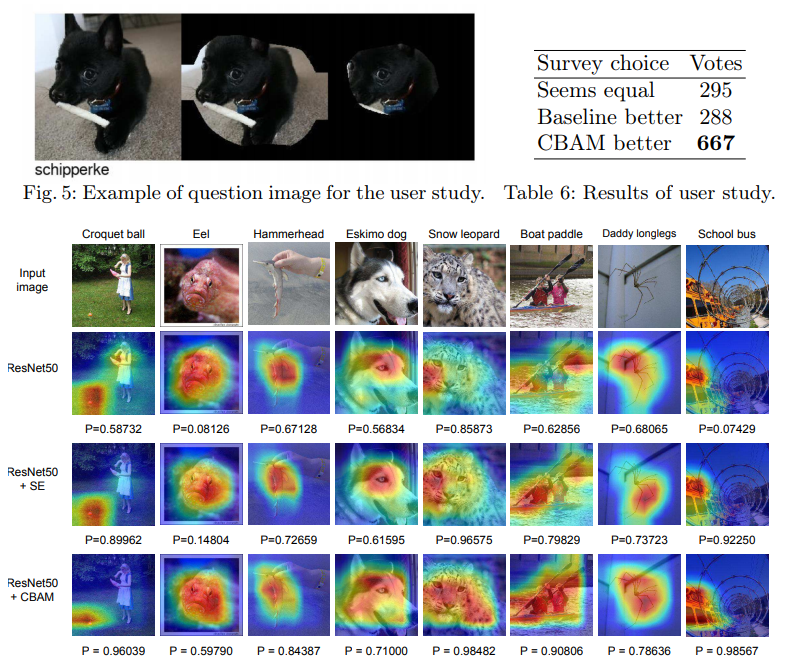 schipperke
Fig. 5: Example of question image for the user study.
Survey choice Votes
Seems equal 295
Baseline better 288
CBAM better 667
Table 6: Results of user study.
Croquet ball Eel Hammerhead Eskimo dog Snow leopard Boat paddle Daddy longlegs School bus
Input
image
ResNet50
P=0.58732 P=0.08126 P=0.67128 P=0.56834 P=0.85873 P=0.62856 P=0.68065 P=0.07429
ResNet50
+ SE
P=0.89962 P=0.14804 P=0.72659 P=0.61595 P=0.96575 P=0.79829 P=0.73723 P=0.92250
ResNet50
+ CBAM
P = 0.96039 P = 0.59790 P = 0.84387 P = 0.71000 P = 0.98482 P = 0.90806 P = 0.78636 P = 0.98567